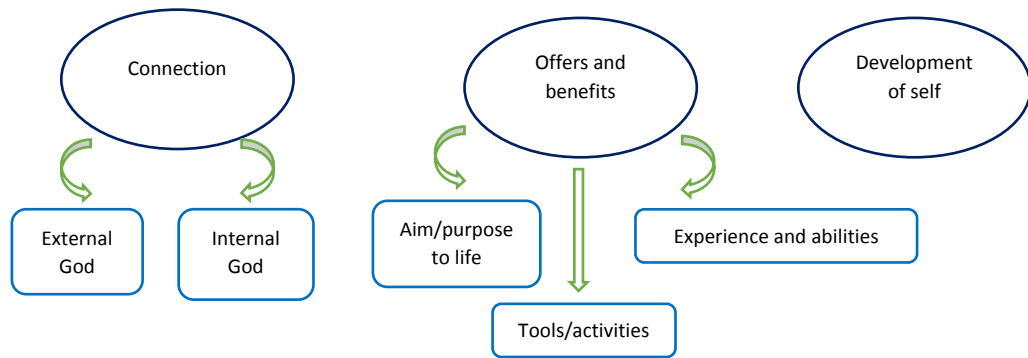 Connection
Offers and
benefits
Development
of self
External
God
Internal
God
Aim/purpose
to life
Experience and abilities
Tools/activities